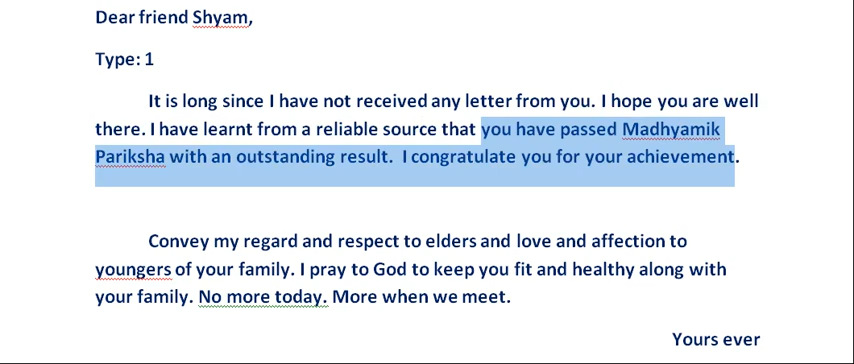 Dear friend Shyam,
Type: 1
It is long since I have not received any letter from you. I hope you are well
there. I have learnt from a reliable source that you have passed Madhyamik
Pariksha with an outstanding result.  I congratulate you for your achievement.
Convey my regard and respect to elders and love and affection to
youngers of your family. I pray to God to keep you fit and healthy along with
your family. No more today. More when we meet.
Yours ever